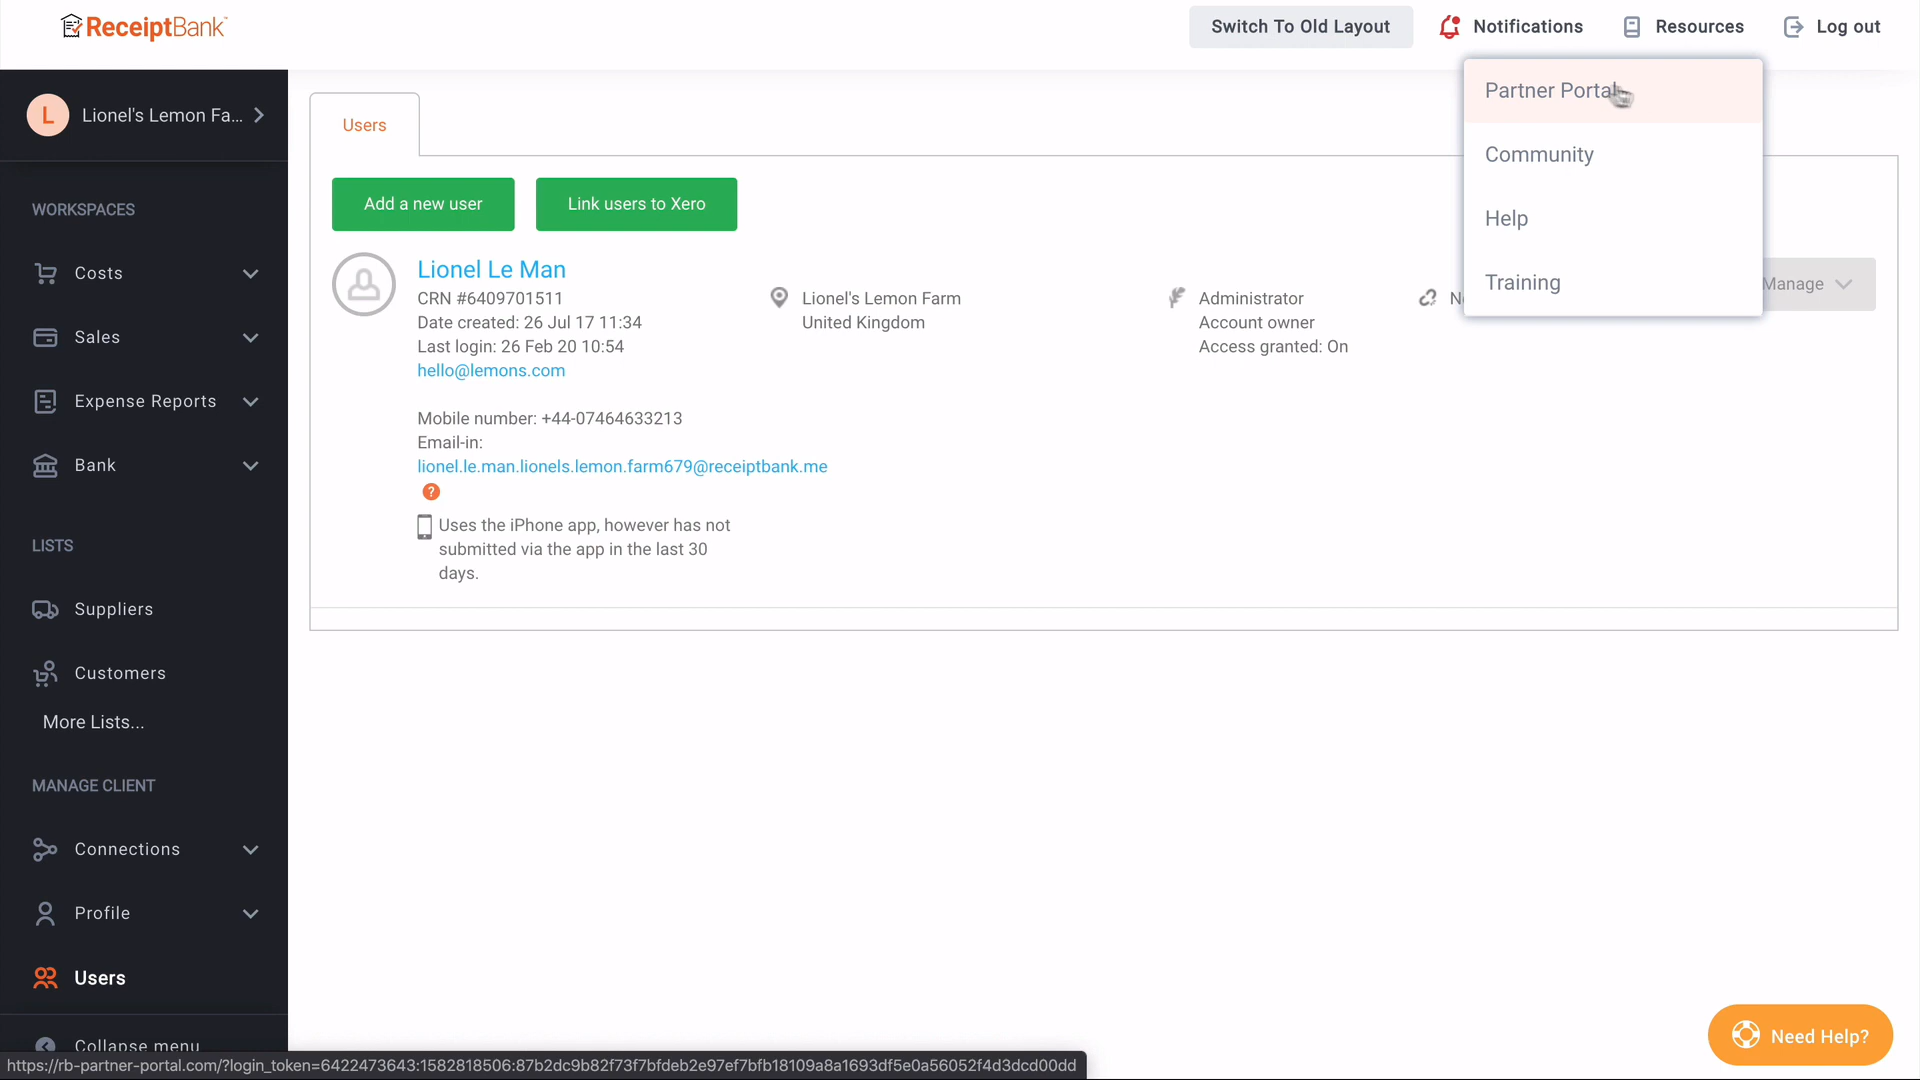 ReceiptBank
Switch To Old Layout
Notifications
Resources
Log out
L
Lionel's Lemon Fa...
WORKSPACES
Costs
Sales
Expense Reports
Bank
LISTS
Suppliers
Customers
More Lists...
MANAGE CLIENT
Connections
Profile
Users
Collapse menu
Users
Add a new user
Link users to Xero
Lionel Le Man
CRN #6409701511
Date created: 26 Jul 17 11:34
Last login: 26 Feb 20 10:54
hello@lemons.com
Mobile number: +44-07464633213
Email-in:
lionel.le.man.lionels.lemon.farm679@receiptbank.me
?
Uses the iPhone app, however has not
submitted via the app in the last 30
days.
Lionel's Lemon Farm
United Kingdom
Administrator
Account owner
Access granted: On
Manage
Partner Portal
Community
Help
Training
Need Help?
https://rb-partner-portal.com/?login_token=6422473643:1582818506:87b2dc9b82f73f7bfdeb2e97ef7bfb18109a8a1693df5e0a56052f4d3dcd00dd